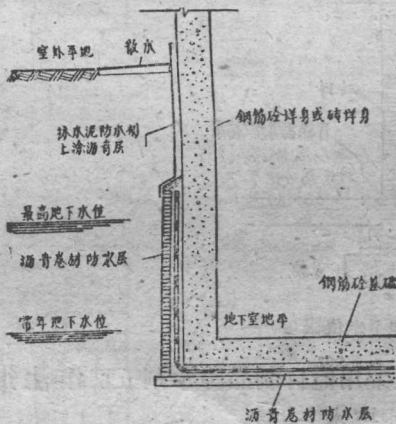 室外平地
散水
抹水泥防水砂
上涂沥青层
钢筋砼墙身或砖墙身
最高地下水位
沥青卷材防水层
钢筋砼基础
地下室地平
常年地下水位
沥青卷材防水层